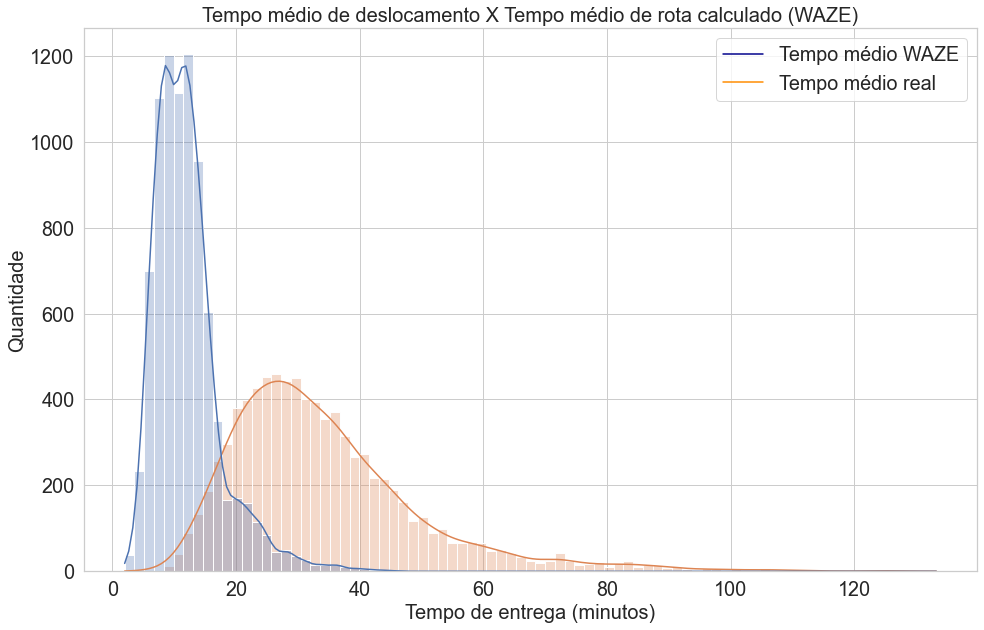 Tempo médio de deslocamento X Tempo médio de rota calculado (WAZE)
Tempo médio WAZE
Tempo médio real
Quantidade
1200
1000
800
600
400
200
0
0 20 40 60 80 100 120
Tempo de entrega (minutos)